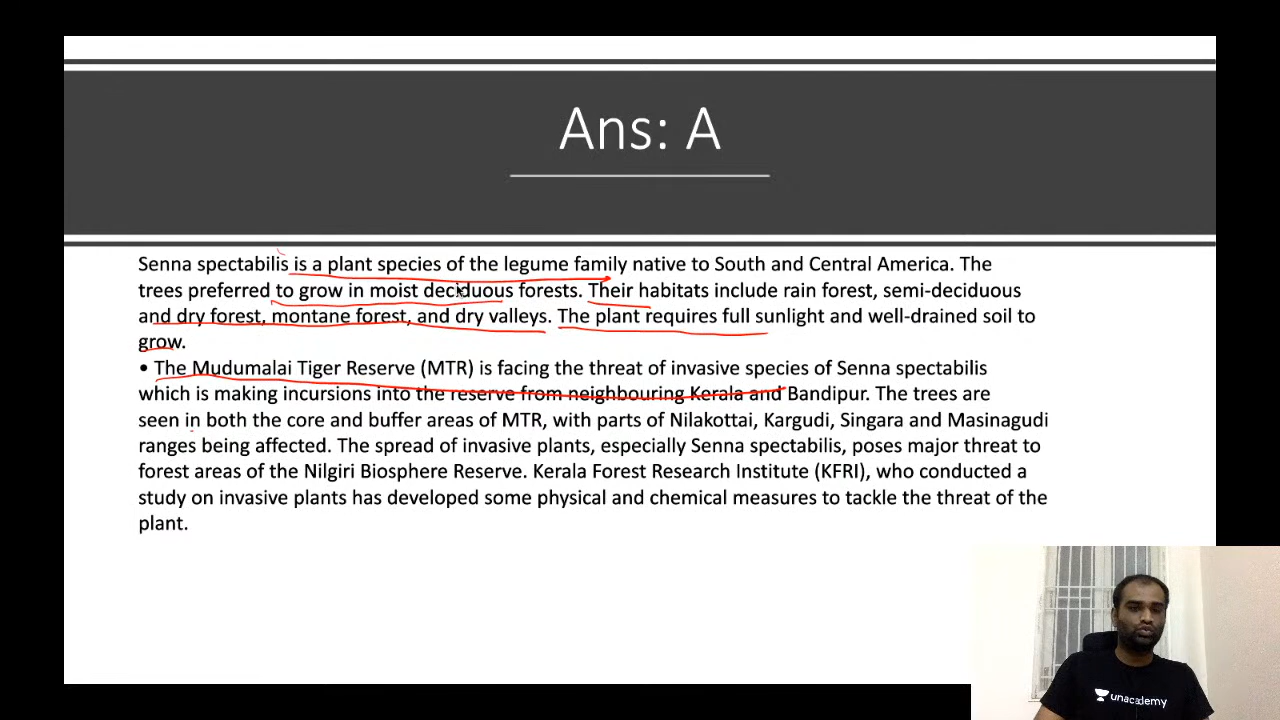 Ans: A
Senna spectabilis is a plant species of the legume family native to South and Central America. The
trees preferred to grow in moist deciduous forests. Their habitats include rain forest, semi-deciduous
and dry forest, montane forest, and dry valleys. The plant requires full sunlight and well-drained soil to
grow.
• The Mudumalai Tiger Reserve (MTR) is facing the threat of invasive species of Senna spectabilis
which is making incursions into the reserve from neighbouring Kerala and Bandipur. The trees are
seen in both the core and buffer areas of MTR, with parts of Nilakottai, Kargudi, Singara and Masinagudi
ranges being affected. The spread of invasive plants, especially Senna spectabilis, poses major threat to
forest areas of the Nilgiri Biosphere Reserve. Kerala Forest Research Institute (KFRI), who conducted a
study on invasive plants has developed some physical and chemical measures to tackle the threat of the
plant.
unacademy